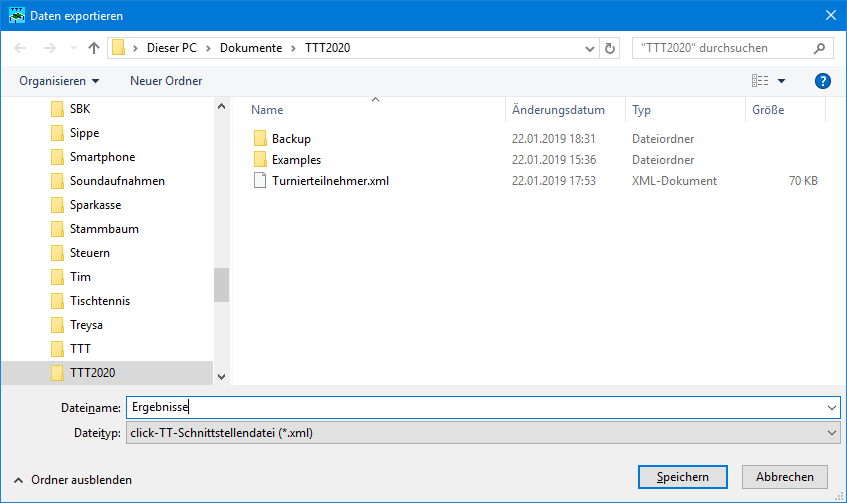 Daten exportieren
Dieser PC > Dokumente > TTT2020
"TTT2020" durchsuchen
Organisieren Neuer Ordner ?
Name Änderungsdatum Typ Größe
SBK
Sippe
Smartphone
Soundaufnahmen
Sparkasse
Stammbaum
Steuern
Tim
Tischtennis
Treysa
TTT
TTT2020
Backup 22.01.2019 18:31 Dateiordner
Examples 22.01.2019 15:36 Dateiordner
Turnierteilnehmer.xml 22.01.2019 17:53 XML-Dokument 70 KB
Dateiname: Ergebnisse
Dateityp: click-TT-Schnittstellendatei (*.xml)
Ordner ausblenden Speichern Abbrechen